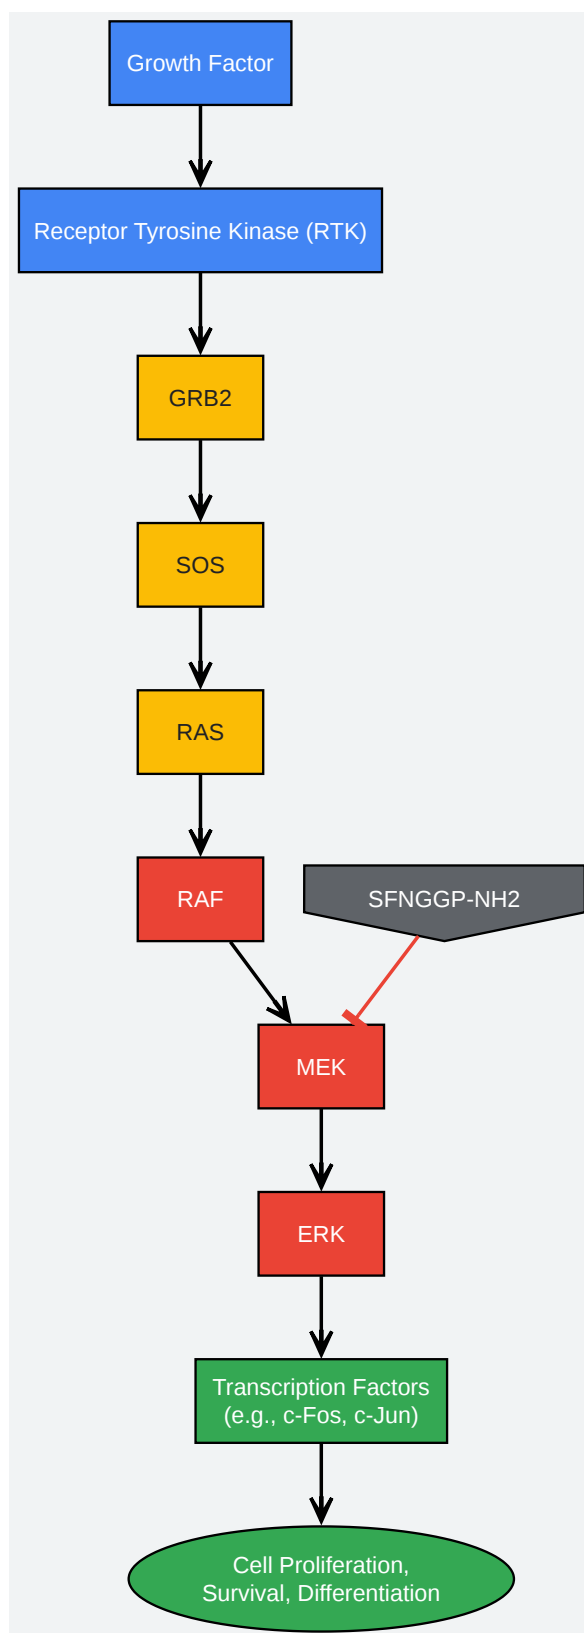 Growth Factor
Receptor Tyrosine Kinase (RTK)
GRB2
SOS
RAS
RAF
SFNGGP-NH2
MEK
ERK
Transcription Factors
(e.g., c-Fos, c-Jun)
Cell Proliferation,
Survival, Differentiation